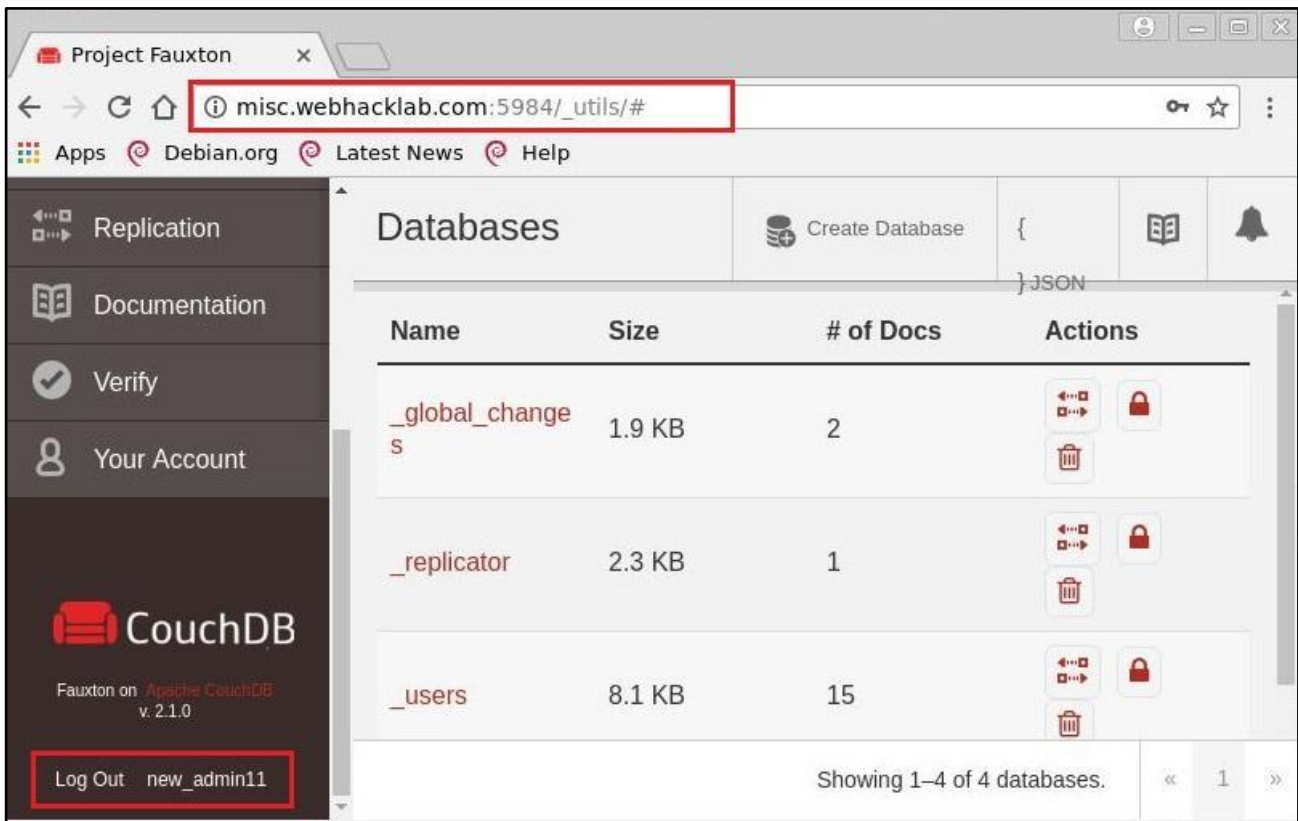 Project Fauxton
misc.webhacklab.com:5984/_utils/#
Apps Debian.org Latest News Help
Replication
Documentation
Verify
Your Account
CouchDB
Fauxton on Apache CouchDB
v. 2.1.0
Log Out new_admin11
Databases
Create Database
{
} JSON
Name Size # of Docs Actions
_global_change
s 1.9 KB 2
_replicator 2.3 KB 1
_users 8.1 KB 15
Showing 1–4 of 4 databases.
« 1 »